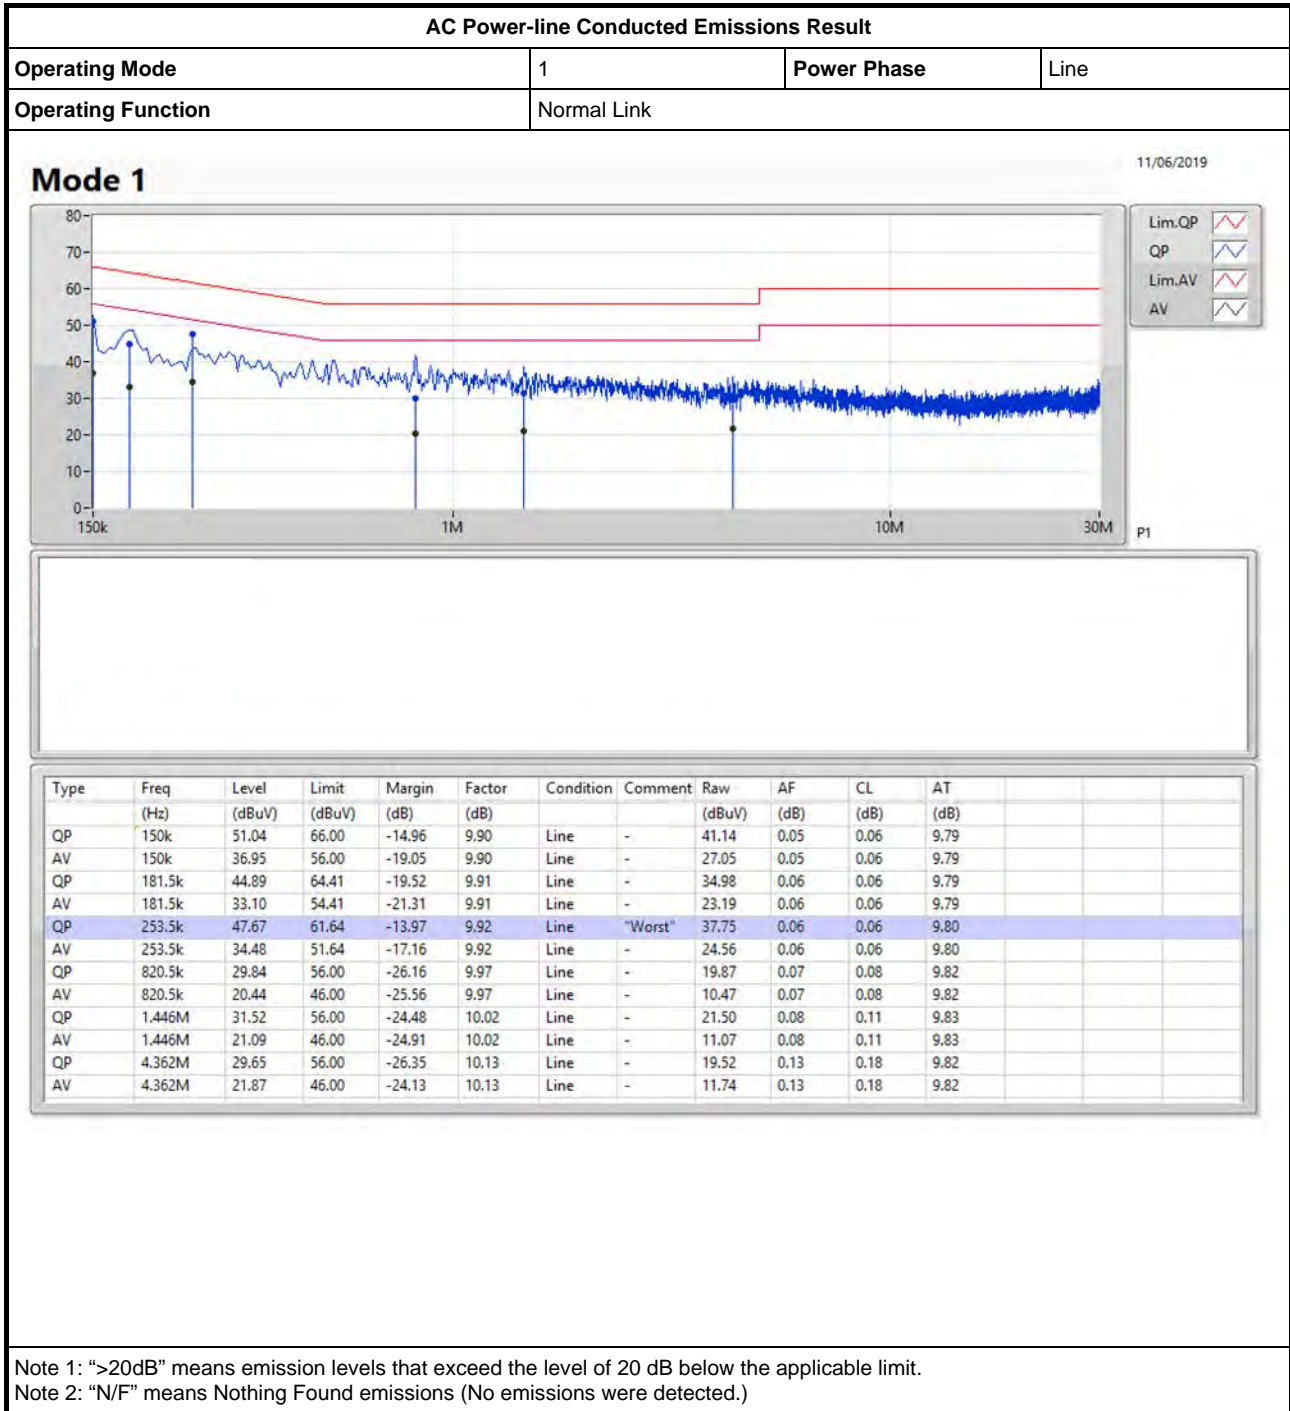 AC Power-line Conducted Emissions Result
Operating Mode 1 Power Phase Line
Operating Function Normal Link
11/06/2019
Mode 1
80
70
60
50
40
30
20
10
0
150k 1M 10M 30M
P1
Lim.QP
QP
Lim.AV
AV
Type Freq Level Limit Margin Factor Condition Comment Raw AF CL AT
(Hz) (dBuV) (dBuV) (dB) (dB) (dBuV) (dB) (dB) (dB)
QP 150k 51.04 66.00 -14.96 9.90 Line - 41.14 0.05 0.06 9.79
AV 150k 36.95 56.00 -19.05 9.90 Line - 27.05 0.05 0.06 9.79
QP 181.5k 44.89 64.41 -19.52 9.91 Line - 34.98 0.06 0.06 9.79
AV 181.5k 33.10 54.41 -21.31 9.91 Line - 23.19 0.06 0.06 9.79
QP 253.5k 47.67 61.64 -13.97 9.92 Line "Worst" 37.75 0.06 0.06 9.80
AV 253.5k 34.48 51.64 -17.16 9.92 Line - 24.56 0.06 0.06 9.80
QP 820.5k 29.84 56.00 -26.16 9.97 Line - 19.87 0.07 0.08 9.82
AV 820.5k 20.44 46.00 -25.56 9.97 Line - 10.47 0.07 0.08 9.82
QP 1.446M 31.52 56.00 -24.48 10.02 Line - 21.50 0.08 0.11 9.83
AV 1.446M 21.09 46.00 -24.91 10.02 Line - 11.07 0.08 0.11 9.83
QP 4.362M 29.65 56.00 -26.35 10.13 Line - 19.52 0.13 0.18 9.82
AV 4.362M 21.87 46.00 -24.13 10.13 Line - 11.74 0.13 0.18 9.82
Note 1: “>20dB” means emission levels that exceed the level of 20 dB below the applicable limit.
Note 2: “N/F” means Nothing Found emissions (No emissions were detected.)